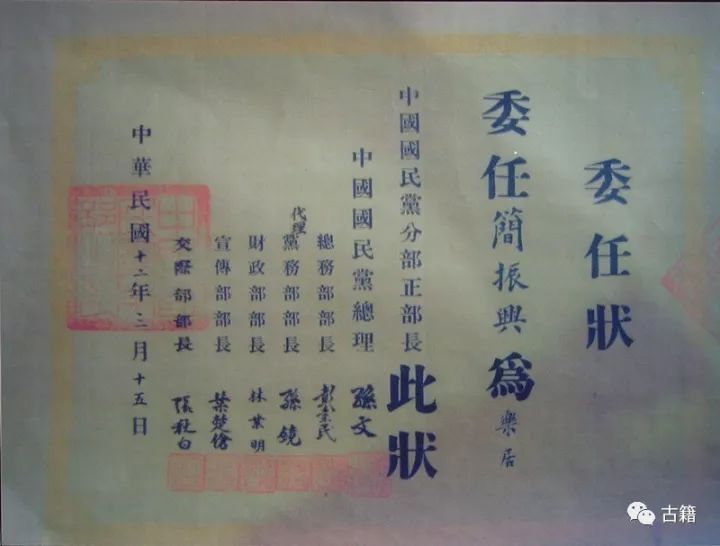 委任狀
委任簡振興爲樂居
中國國民黨分部正部長此狀
中國國民黨總理 孫文
總務部部長 彭素民
代理黨務部部長 孫鏡
財政部部長 林業明
宣傳部部長 葉楚傖
交際部部長 張秋白
中華民國十二年三月十五日
古籍